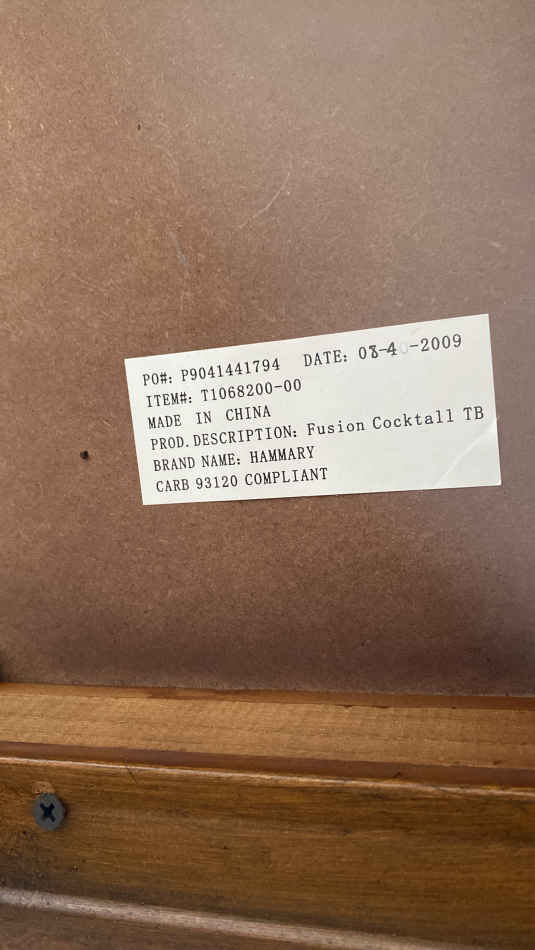 PO#: P9041441794 DATE: -2009
ITEM#: T1068200-00
MADE IN CHINA
PROD. DESCRIPTION: Fusion Cocktall TB
BRAND NAME: HAMMARY
CARB 93120 COMPLIANT